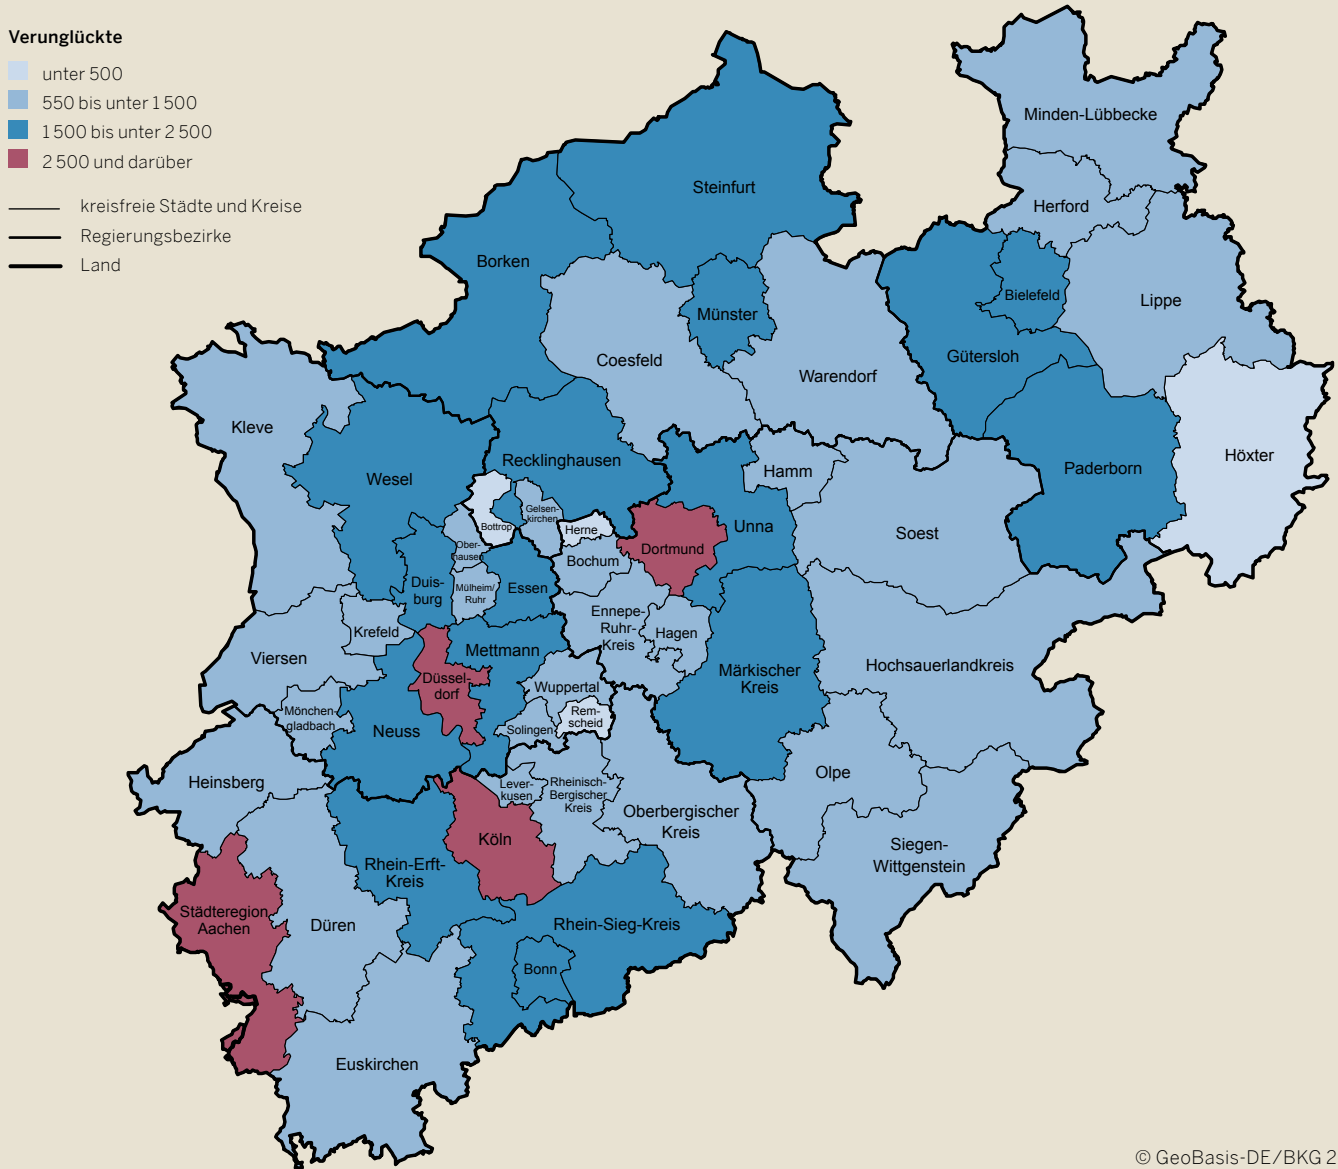 Verunglückte
unter 500
550 bis unter 1 500
1 500 bis unter 2 500
2 500 und darüber
kreisfreie Städte und Kreise
Regierungsbezirke
Land
Minden-Lübbecke
Steinfurt
Herford
Borken
Bielefeld
Lippe
Münster
Gütersloh
Coesfeld
Warendorf
Kleve
Höxter
Recklinghausen
Paderborn
Hamm
Wesel
Gelsen-
kirchen
Bottrop
Herne
Unna
Soest
Ober-
hausen
Dortmund
Bochum
Duis-
burg
Mülheim/
Ruhr
Essen
Ennepe-
Ruhr-
Kreis
Krefeld
Hagen
Mettmann
Viersen
Hochsauerlandkreis
Märkischer
Kreis
Düssel-
dorf
Wuppertal
Mönchen-
gladbach
Rem-
scheid
Solingen
Neuss
Olpe
Heinsberg
Lever-
kusen
Rheinisch-
Bergischer
Kreis
Oberbergischer
Kreis
Köln
Siegen-
Wittgenstein
Rhein-Erft-
Kreis
Städteregion
Aachen
Düren
Rhein-Sieg-Kreis
Bonn
Euskirchen
© GeoBasis-DE/BKG 2